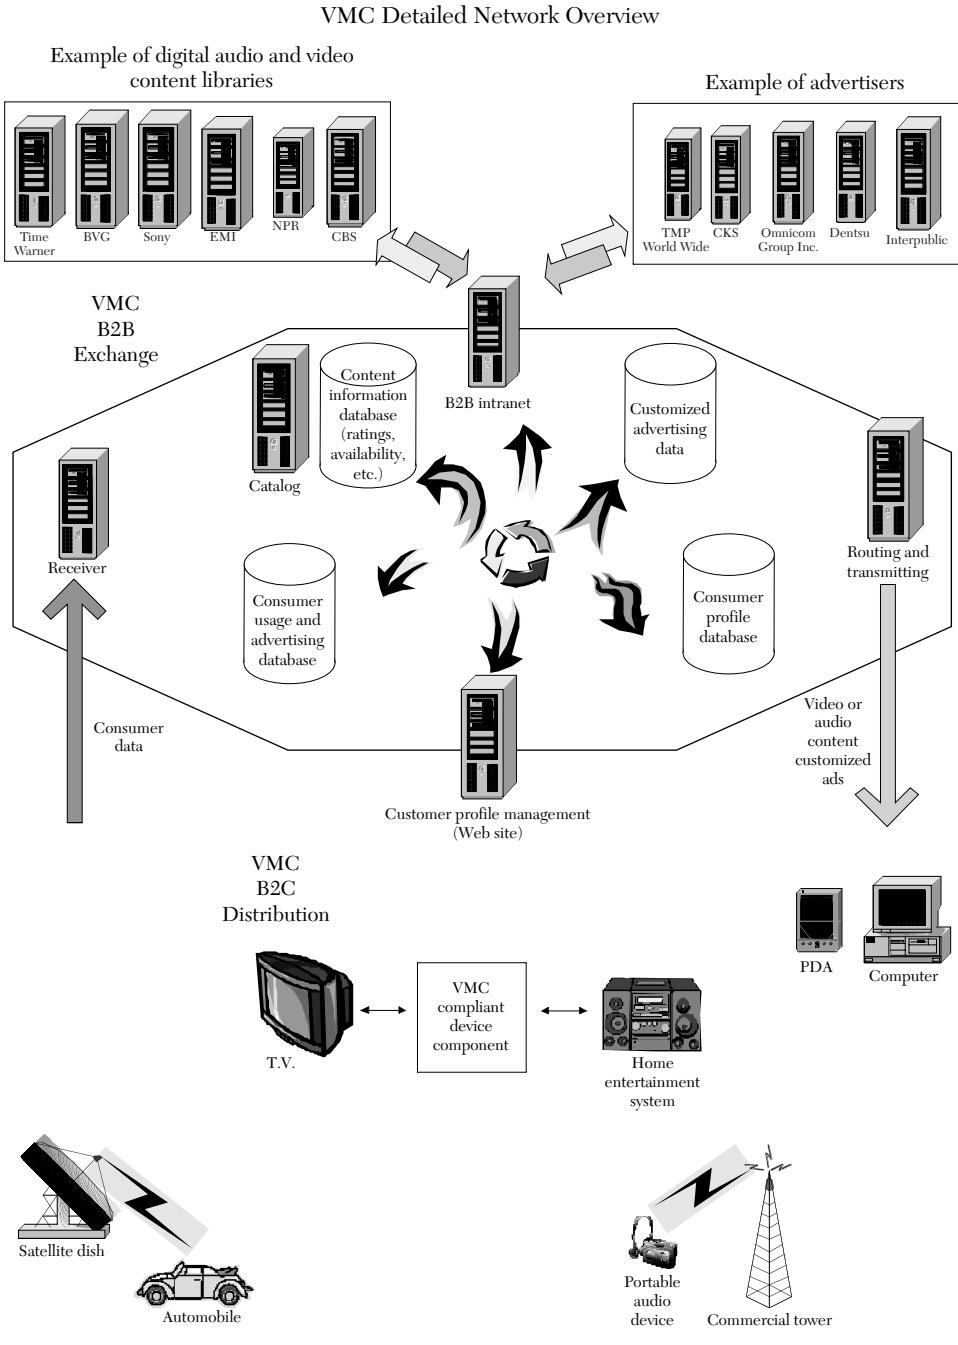 VMC Detailed Network Overview
Example of digital audio and video
content libraries
Example of advertisers
Time
Warner
BVG
Sony
EMI
NPR
CBS
TMP
World Wide
CKS
Omnicom
Group Inc.
Dentsu
Interpublic
VMC
B2B
Exchange
B2B intranet
Catalog
Content
information
database
(ratings,
availability,
etc.)
Customized
advertising
data
Receiver
Routing and
transmitting
Consumer
usage and
advertising
database
Consumer
profile
database
Consumer
data
Video or
audio
content
customized
ads
Customer profile management
(Web site)
VMC
B2C
Distribution
PDA
Computer
T.V.
VMC
compliant
device
component
Home
entertainment
system
Satellite dish
Automobile
Portable
audio
device
Commercial tower